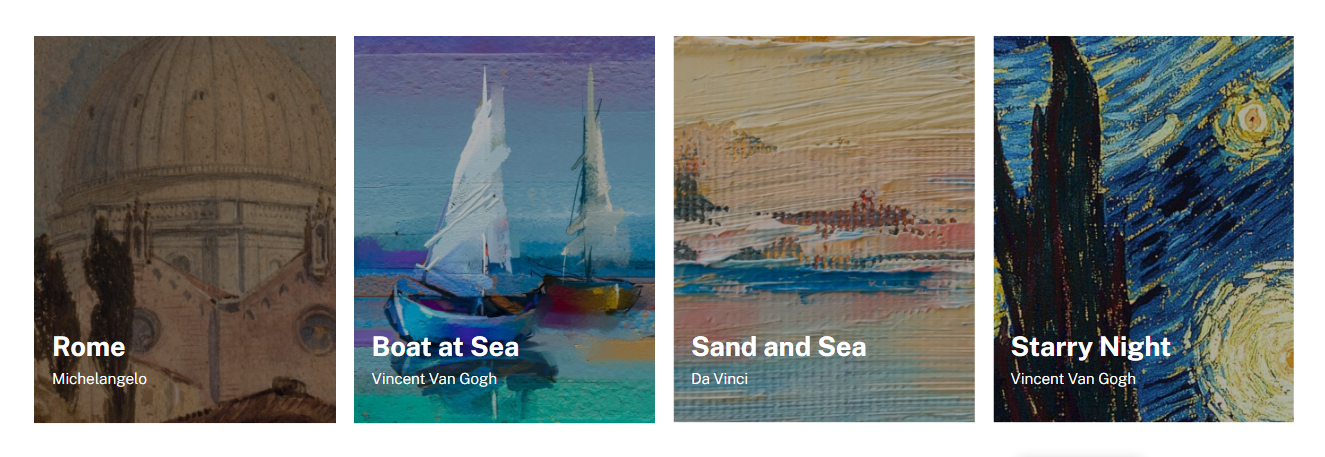 Rome
Michelangelo
Boat at Sea
Vincent Van Gogh
Sand and Sea
Da Vinci
Starry Night
Vincent Van Gogh